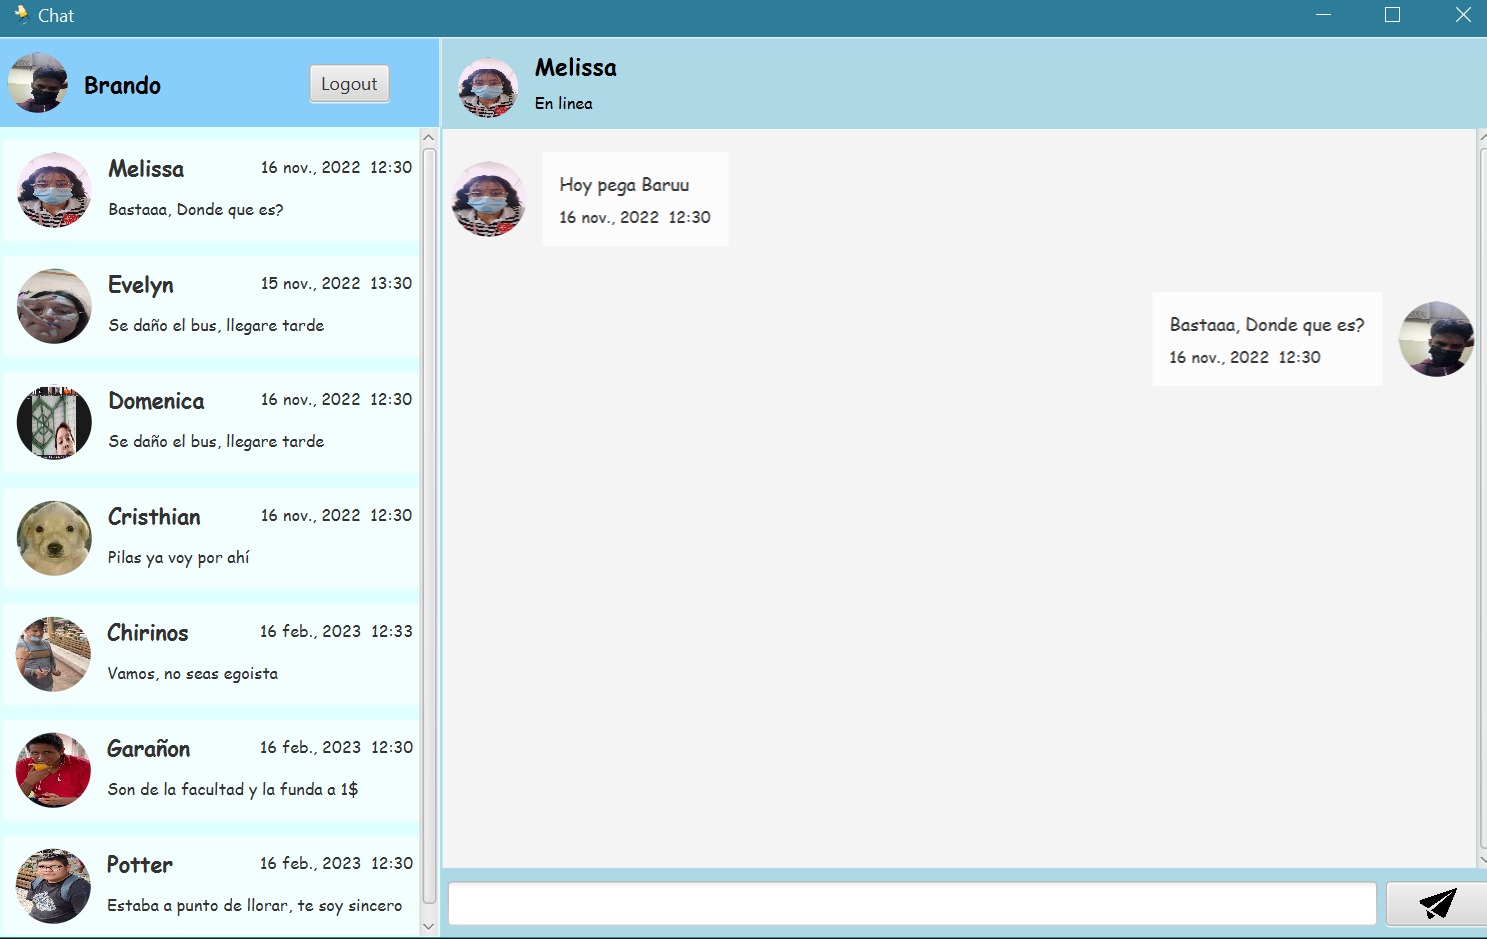 Chat
Brando
Logout
Melissa
16 nov., 2022 12:30
Bastaaa, Donde que es?
Evelyn
15 nov., 2022 13:30
Se daño el bus, llegare tarde
Domenica
16 nov., 2022 12:30
Se daño el bus, llegare tarde
Cristhian
16 nov., 2022 12:30
Pilas ya voy por ahí
Chirinos
16 feb., 2023 12:33
Vamos, no seas egoista
Garañon
16 feb., 2023 12:30
Son de la facultad y la funda a 1$
Potter
16 feb., 2023 12:30
Estaba a punto de llorar, te soy sincero
Melissa
En linea
Hoy pega Baruu
16 nov., 2022 12:30
Bastaaa, Donde que es?
16 nov., 2022 12:30